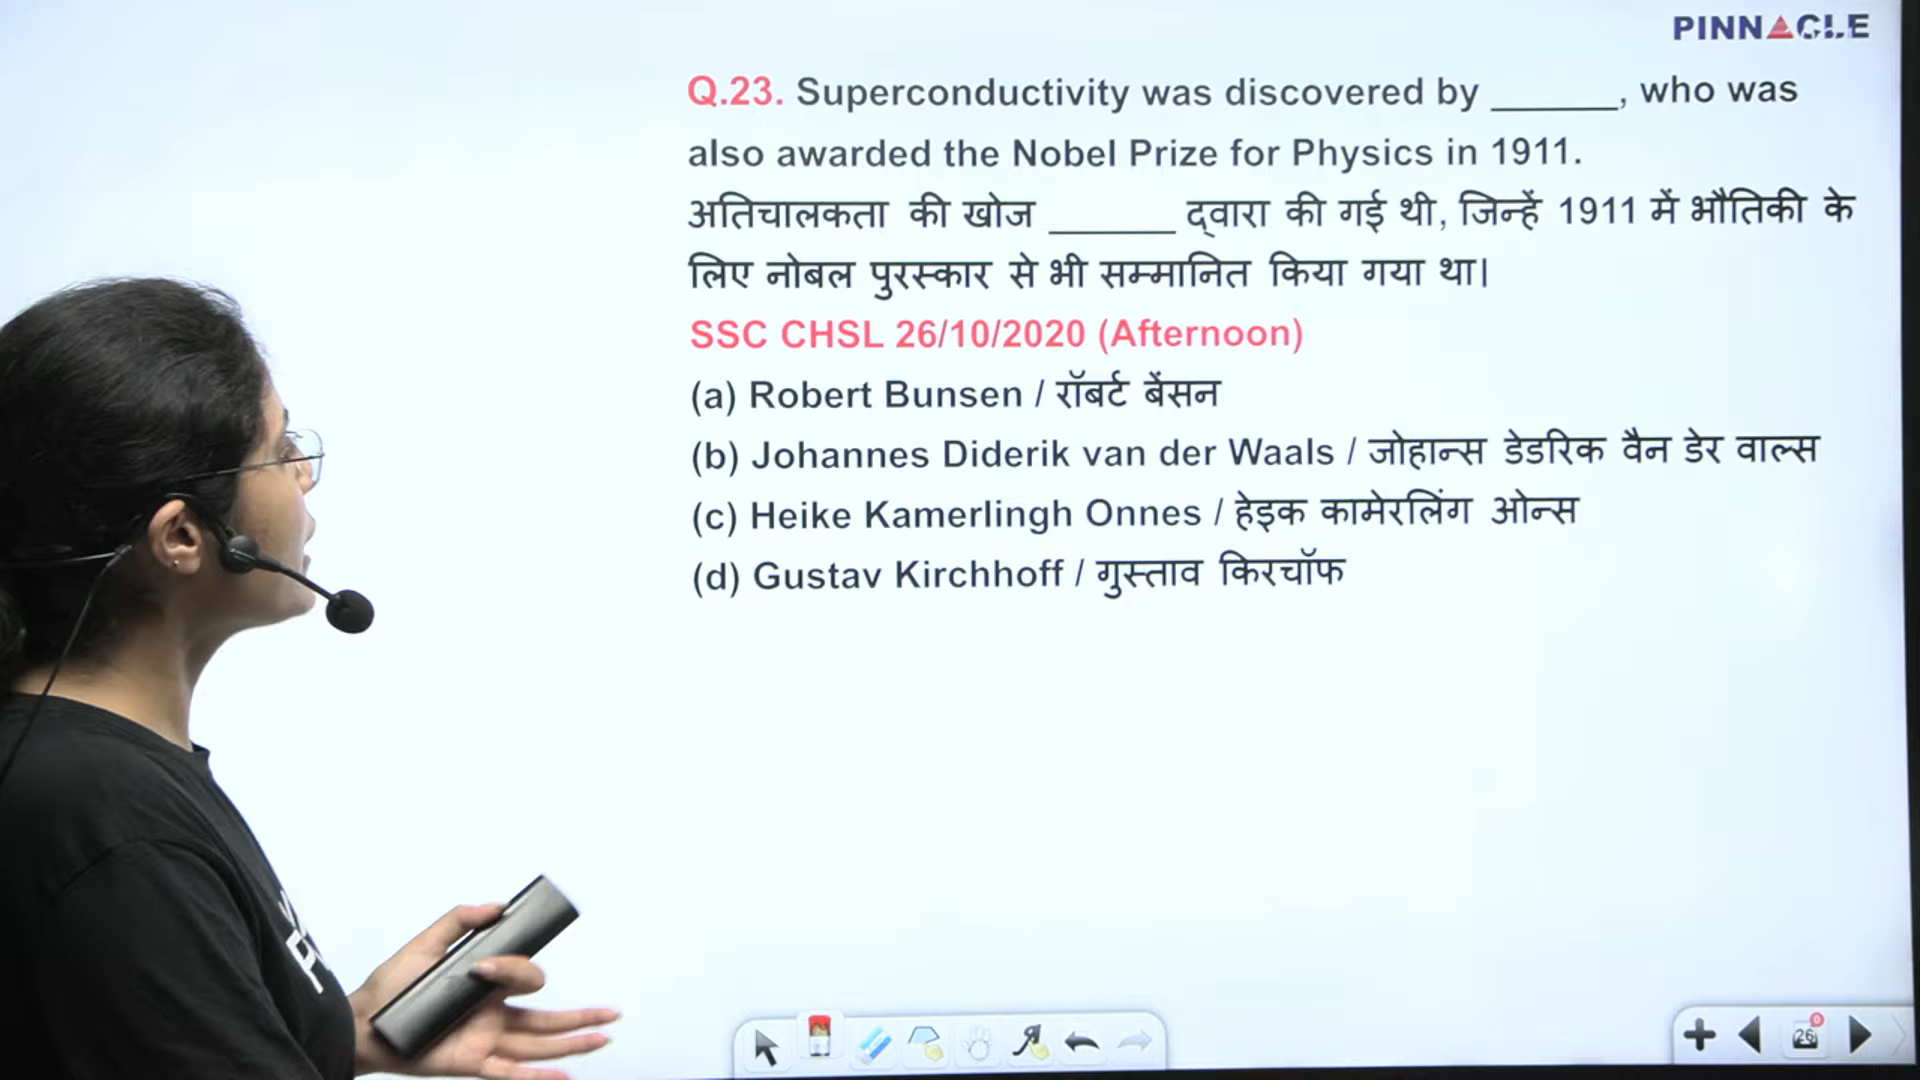 PINNACLE
Q.23. Superconductivity was discovered by ______, who was
also awarded the Nobel Prize for Physics in 1911.
अतिचालकता की खोज ______ द्वारा की गई थी, जिन्हें 1911 में भौतिकी के
लिए नोबल पुरस्कार से भी सम्मानित किया गया था।
SSC CHSL 26/10/2020 (Afternoon)
(a) Robert Bunsen / रॉबर्ट बेंसन
(b) Johannes Diderik van der Waals / जोहान्स डेडरिक वैन डेर वाल्स
(c) Heike Kamerlingh Onnes / हेइक कामेरलिंग ओन्स
(d) Gustav Kirchhoff / गुस्ताव किरचॉफ
26
0